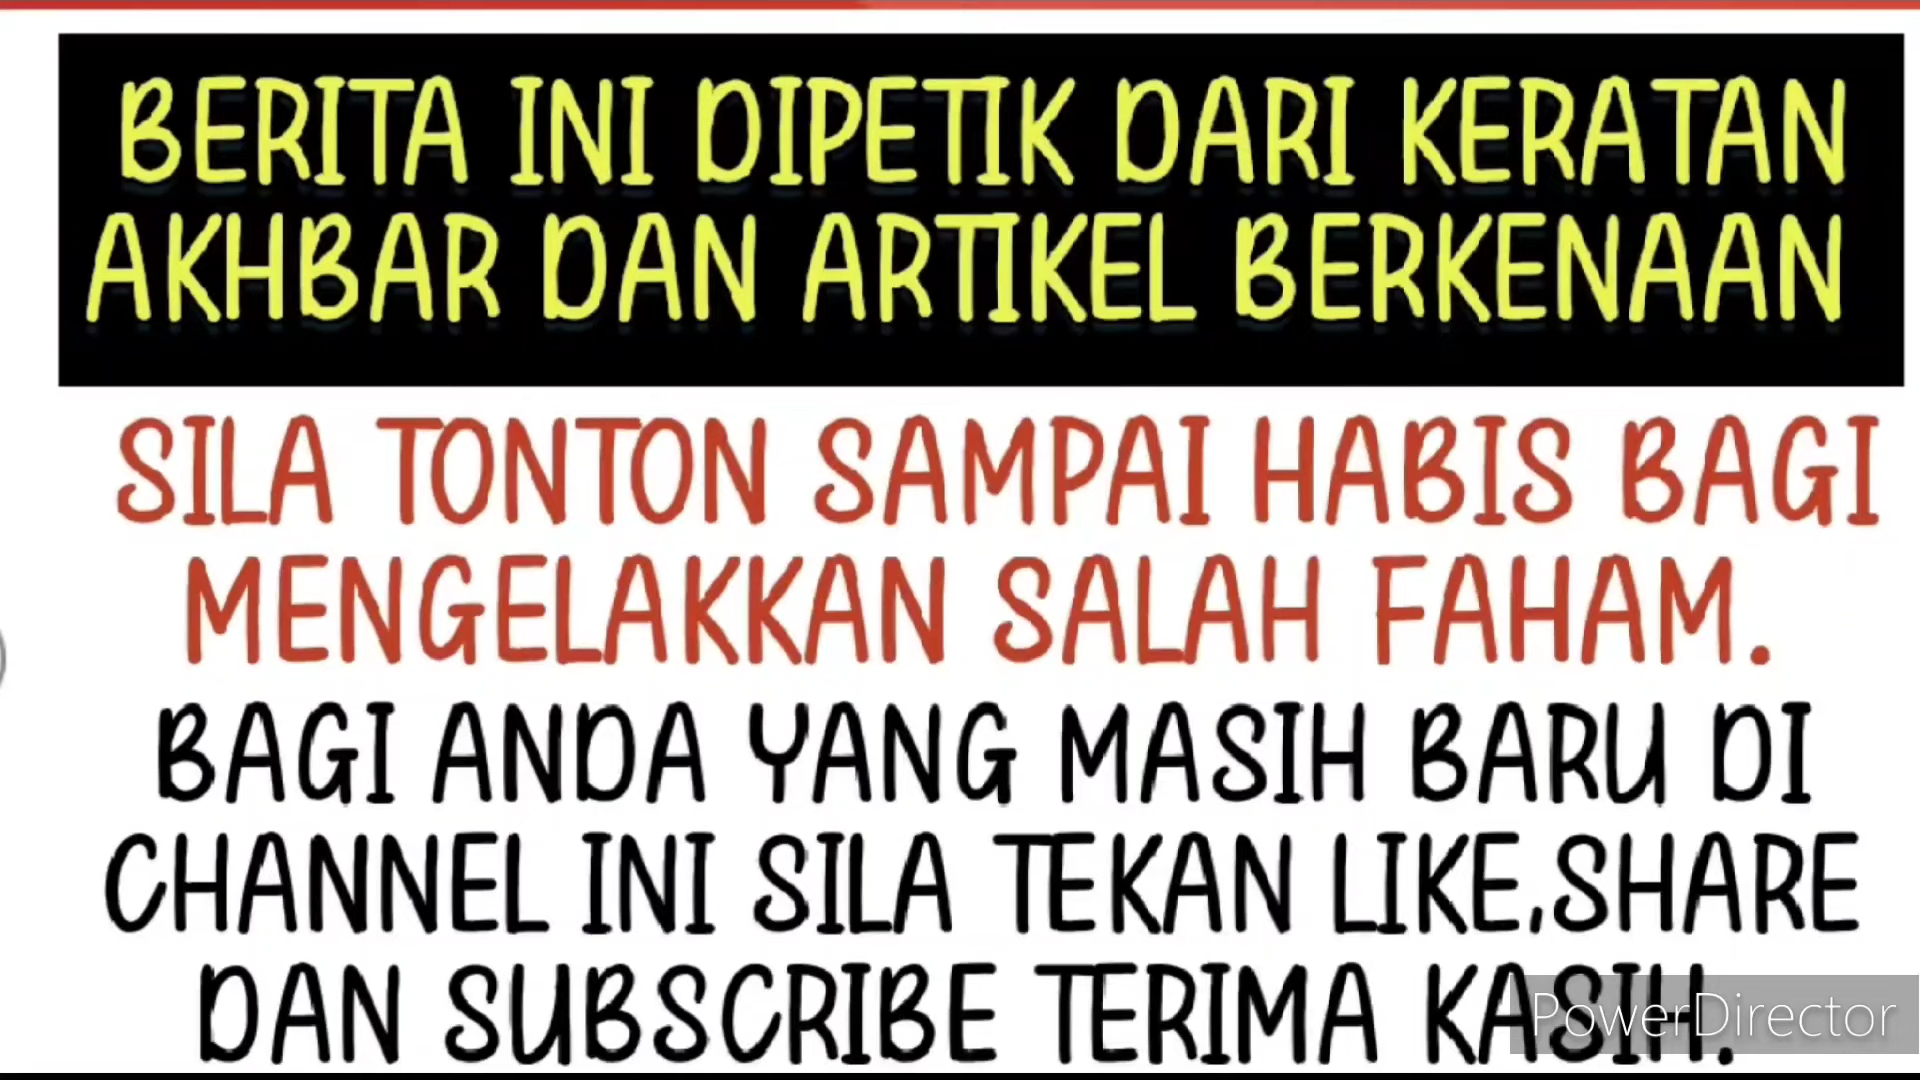 BERITA INI DIPETIK DARI KERATAN
AKHBAR DAN ARTIKEL BERKENAAN
SILA TONTON SAMPAI HABIS BAGI
MENGELAKKAN SALAH FAHAM.
BAGI ANDA YANG MASIH BARU DI
CHANNEL INI SILA TEKAN LIKE,SHARE
DAN SUBSCRIBE TERIMA KASIH.
PowerDirector